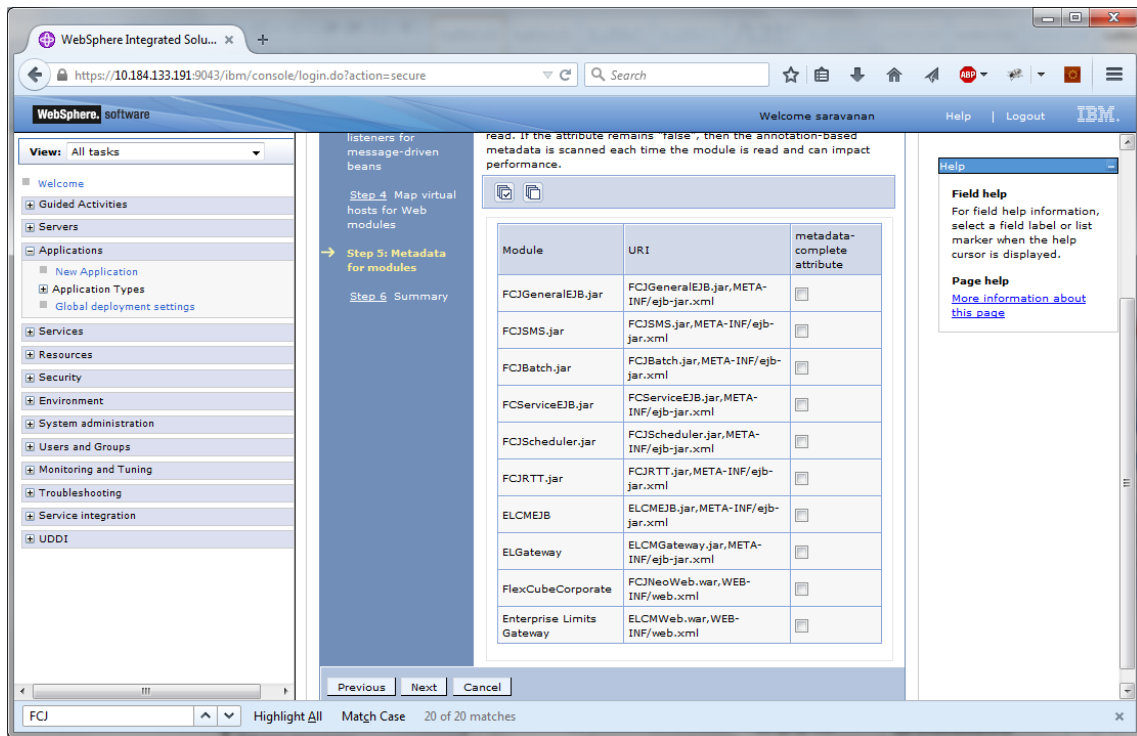 WebSphere Integrated Solu...
https://10.184.133.191:9043/ibm/console/login.do?action=secure
Search
ABP
WebSphere. software
Welcome saravanan
Help | Logout
IBM.
View: All tasks
Welcome
Guided Activities
Servers
Applications
New Application
Application Types
Global deployment settings
Services
Resources
Security
Environment
System administration
Users and Groups
Monitoring and Tuning
Troubleshooting
Service integration
UDDI
listeners for
message-driven
beans
Step 4 Map virtual
hosts for Web
modules
Step 5: Metadata
for modules
Step 6 Summary
read. If the attribute remains "false", then the annotation-based
metadata is scanned each time the module is read and can impact
performance.
Module URI metadata-
complete
attribute
FCJGeneralEJB.jar FCJGeneralEJB.jar,META-
INF/ejb-jar.xml
FCJSMS.jar FCJSMS.jar,META-INF/ejb-
jar.xml
FCJBatch.jar FCJBatch.jar,META-INF/ejb-
jar.xml
FCServiceEJB.jar FCServiceEJB.jar,META-
INF/ejb-jar.xml
FCJScheduler.jar FCJScheduler.jar,META-
INF/ejb-jar.xml
FCJRTT.jar FCJRTT.jar,META-INF/ejb-
jar.xml
ELCMEJB ELCMEJB.jar,META-INF/ejb-
jar.xml
ELGateway ELCMGateway.jar,META-
INF/ejb-jar.xml
FlexCubeCorporate FCJNeoWeb.war,WEB-
INF/web.xml
Enterprise Limits
Gateway ELCMWeb.war,WEB-
INF/web.xml
Previous Next Cancel
Help
Field help
For field help information,
select a field label or list
marker when the help
cursor is displayed.
Page help
More information about
this page
FCJ Highlight All Match Case 20 of 20 matches